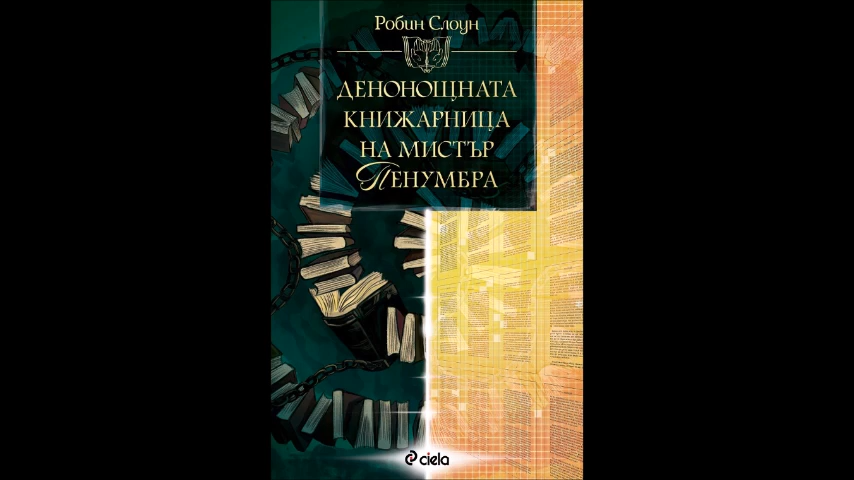 Робин Слоун
ДЕНОНОЩНАТА
КНИЖАРНИЦА
НА МИСТЪР
ПЕНУМБРА
ciela